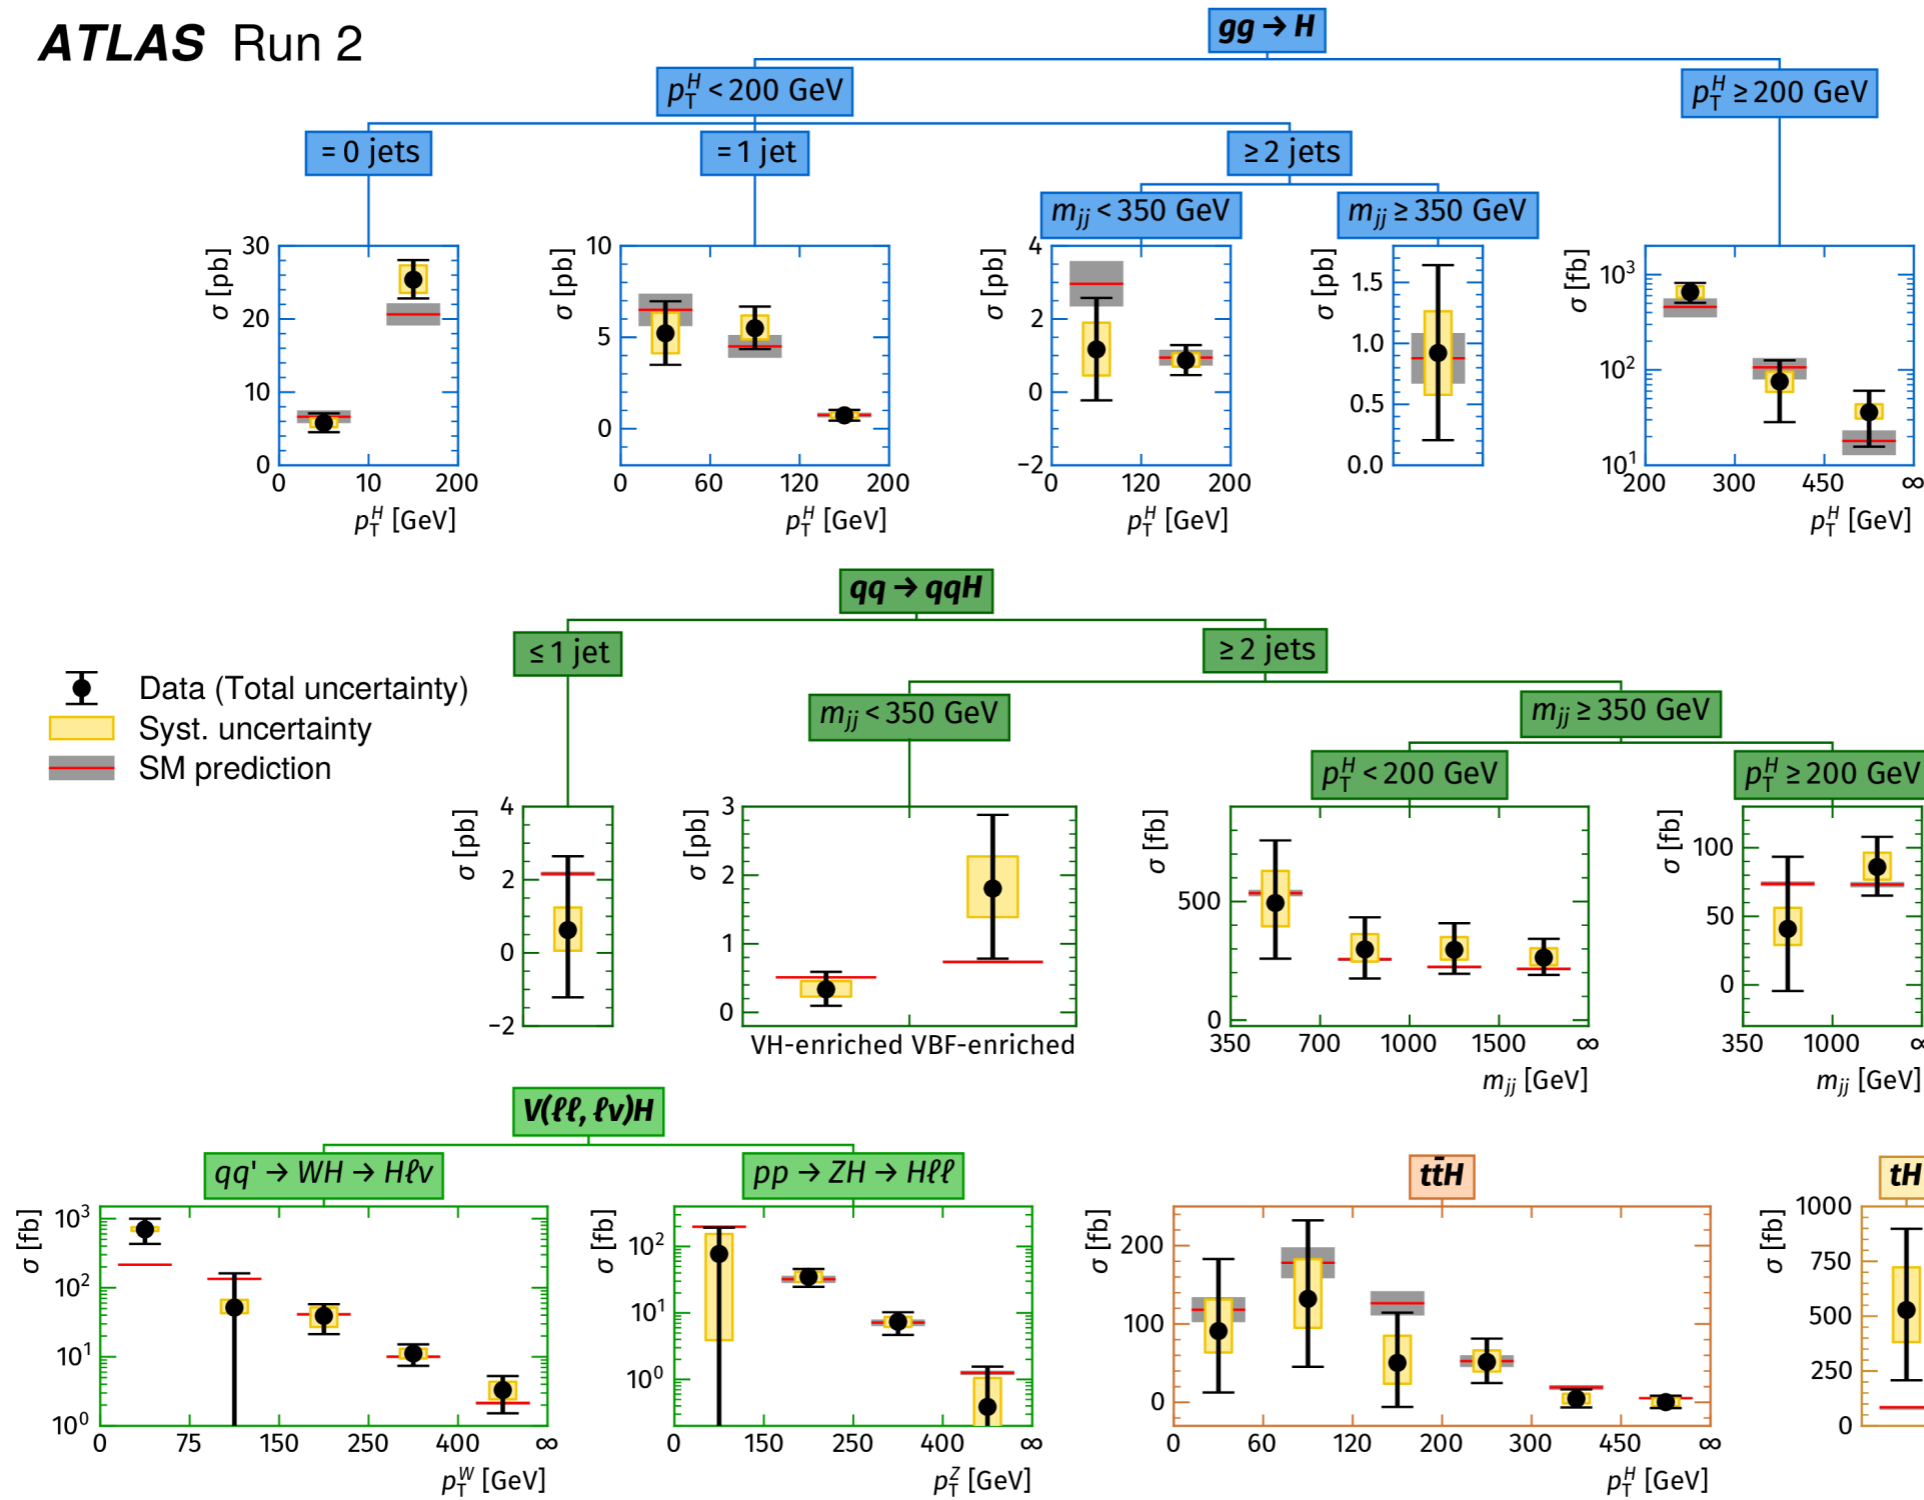 ATLAS Run 2
gg → H
p_T^H < 200 GeV
p_T^H ≥ 200 GeV
= 0 jets
= 1 jet
≥ 2 jets
m_jj < 350 GeV
m_jj ≥ 350 GeV
σ [pb]
30
20
10
0
0 10 200
p_T^H [GeV]
σ [pb]
10
5
0
0 60 120 200
p_T^H [GeV]
σ [pb]
4
2
0
−2
0 120 200
p_T^H [GeV]
σ [pb]
1.5
1.0
0.5
0.0
σ [fb]
10^3
10^2
10^1
200 300 450 ∞
p_T^H [GeV]
qq → qqH
≤ 1 jet
≥ 2 jets
m_jj < 350 GeV
m_jj ≥ 350 GeV
p_T^H < 200 GeV
p_T^H ≥ 200 GeV
Data (Total uncertainty)
Syst. uncertainty
SM prediction
σ [pb]
4
2
0
−2
σ [pb]
3
2
1
0
VH-enriched VBF-enriched
σ [fb]
500
0
350 700 1000 1500 ∞
m_jj [GeV]
σ [fb]
100
50
0
350 1000 ∞
m_jj [GeV]
V(ℓℓ, ℓν)H
qq' → WH → Hℓν
pp → ZH → Hℓℓ
tt̄H
tH
σ [fb]
10^3
10^2
10^1
10^0
0 75 150 250 400 ∞
p_T^W [GeV]
σ [fb]
10^2
10^1
10^0
0 150 250 400 ∞
p_T^Z [GeV]
σ [fb]
200
100
0
0 60 120 200 300 450 ∞
p_T^H [GeV]
σ [fb]
1000
750
500
250
0